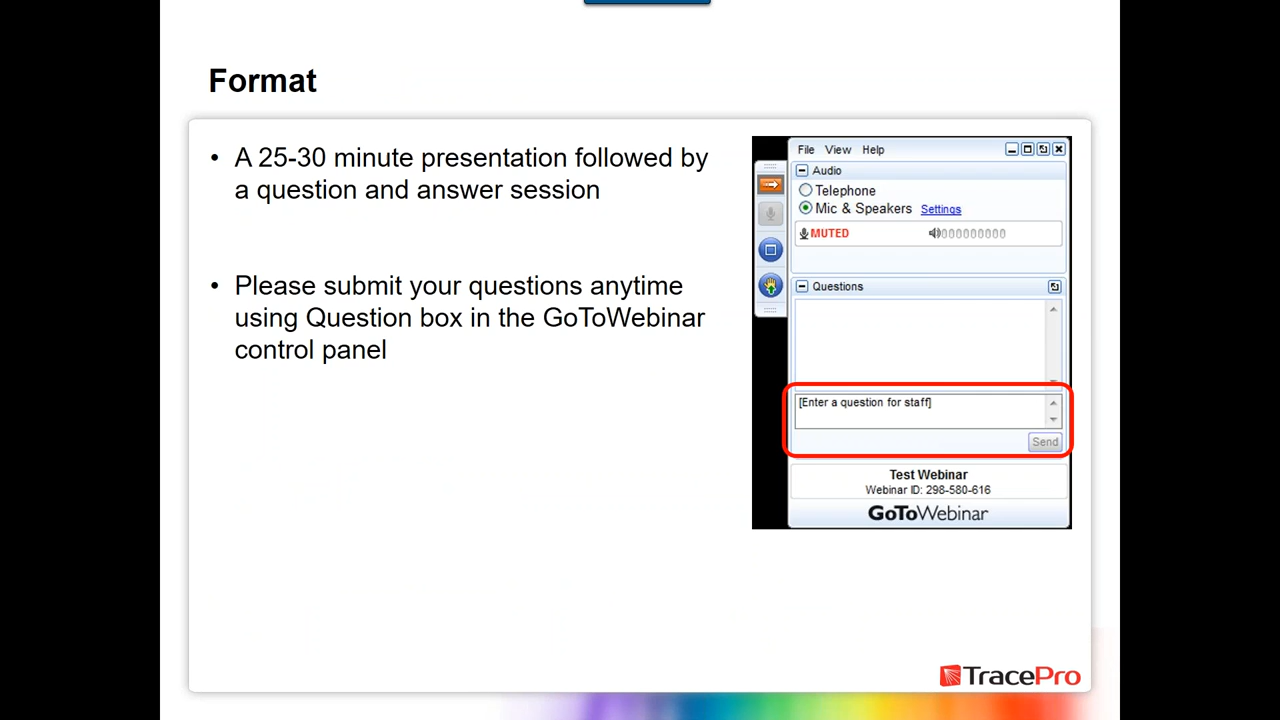 Format
• A 25-30 minute presentation followed by
a question and answer session
• Please submit your questions anytime
using Question box in the GoToWebinar
control panel
File View Help
Audio
Telephone
Mic & Speakers Settings
MUTED
Questions
[Enter a question for staff]
Send
Test Webinar
Webinar ID: 298-580-616
GoToWebinar
TracePro